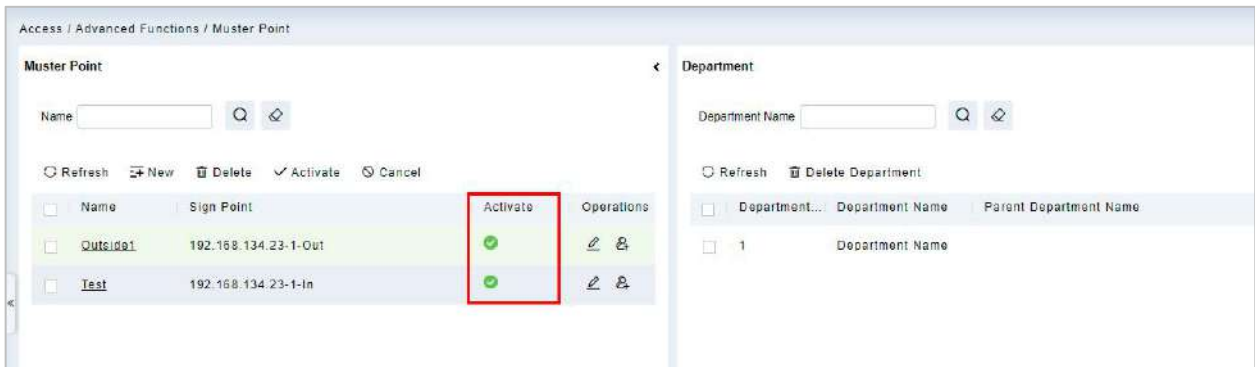 Access / Advanced Functions / Muster Point
Muster Point
Name
Refresh New Delete Activate Cancel
Name Sign Point Activate Operations
Outside1 192.168.134.23-1-Out
Test 192.168.134.23-1-In
Department
Department Name
Refresh Delete Department
Department... Department Name Parent Department Name
1 Department Name